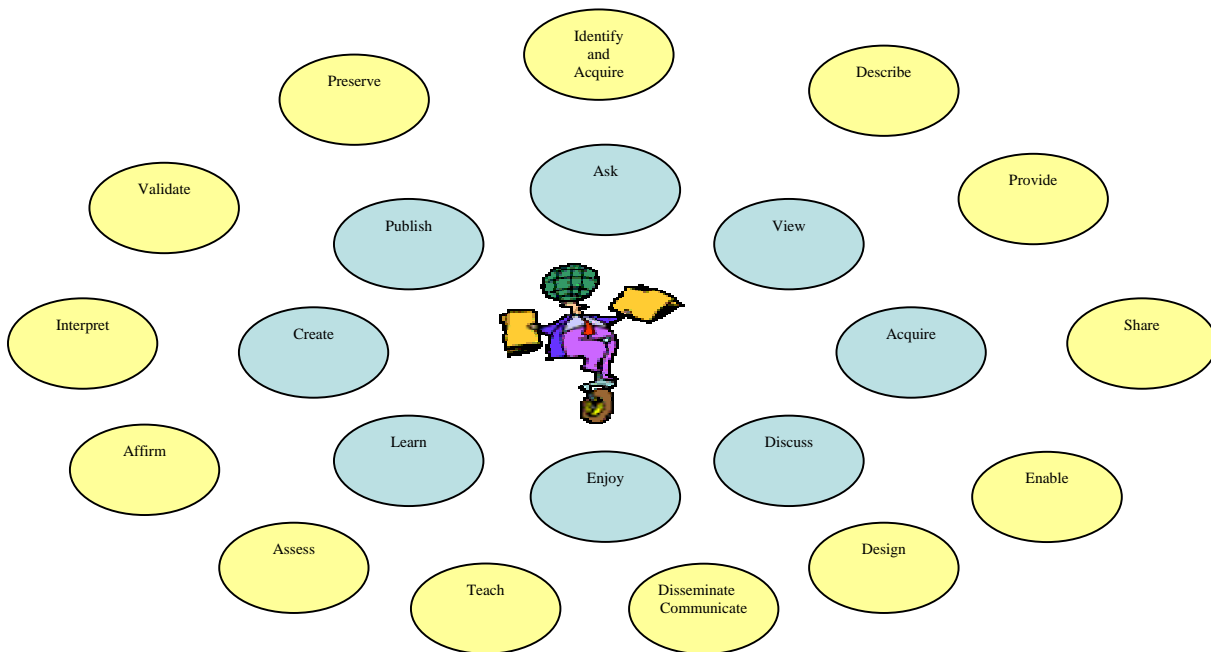 Identify
and
Acquire
Preserve
Describe
Ask
Validate
Provide
Publish
View
Interpret
Create
Acquire
Share
Learn
Discuss
Affirm
Enjoy
Enable
Assess
Design
Teach
Disseminate
Communicate